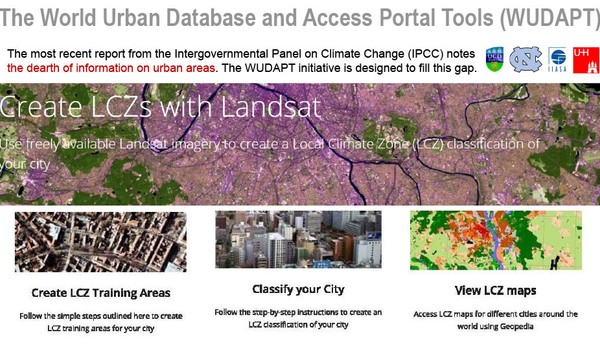 The World Urban Database and Access Portal Tools (WUDAPT)
The most recent report from the Intergovernmental Panel on Climate Change (IPCC) notes
the dearth of information on urban areas. The WUDAPT initiative is designed to fill this gap.
UCD
IIASA
U+H
Create LCZs with Landsat
Use freely available Landsat imagery to create a Local Climate Zone (LCZ) classification of
your city
Create LCZ Training Areas
Follow the simple steps outlined here to create
LCZ training areas for your city
Classify your City
Follow the step-by-step instructions to create an
LCZ classification of your city
View LCZ maps
Access LCZ maps for different cities around the
world using Geopedia